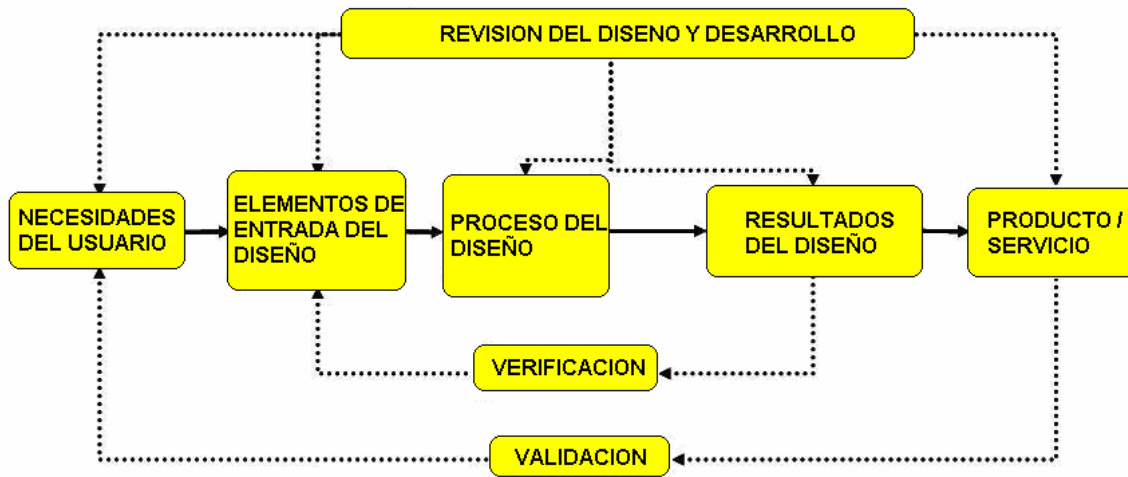 REVISION DEL DISENO Y DESARROLLO
NECESIDADES
DEL USUARIO
ELEMENTOS DE
ENTRADA DEL
DISEÑO
PROCESO DEL
DISEÑO
RESULTADOS
DEL DISEÑO
PRODUCTO /
SERVICIO
VERIFICACION
VALIDACION